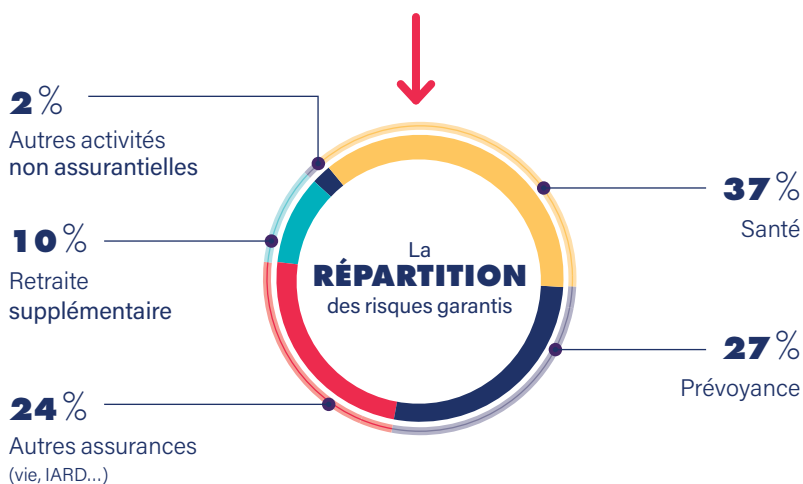 2 %
Autres activités
non assurantielles
10 %
Retraite
supplémentaire
24 %
Autres assurances
(vie, IARD...)
La
RÉPARTITION
des risques garantis
37 %
Santé
27 %
Prévoyance